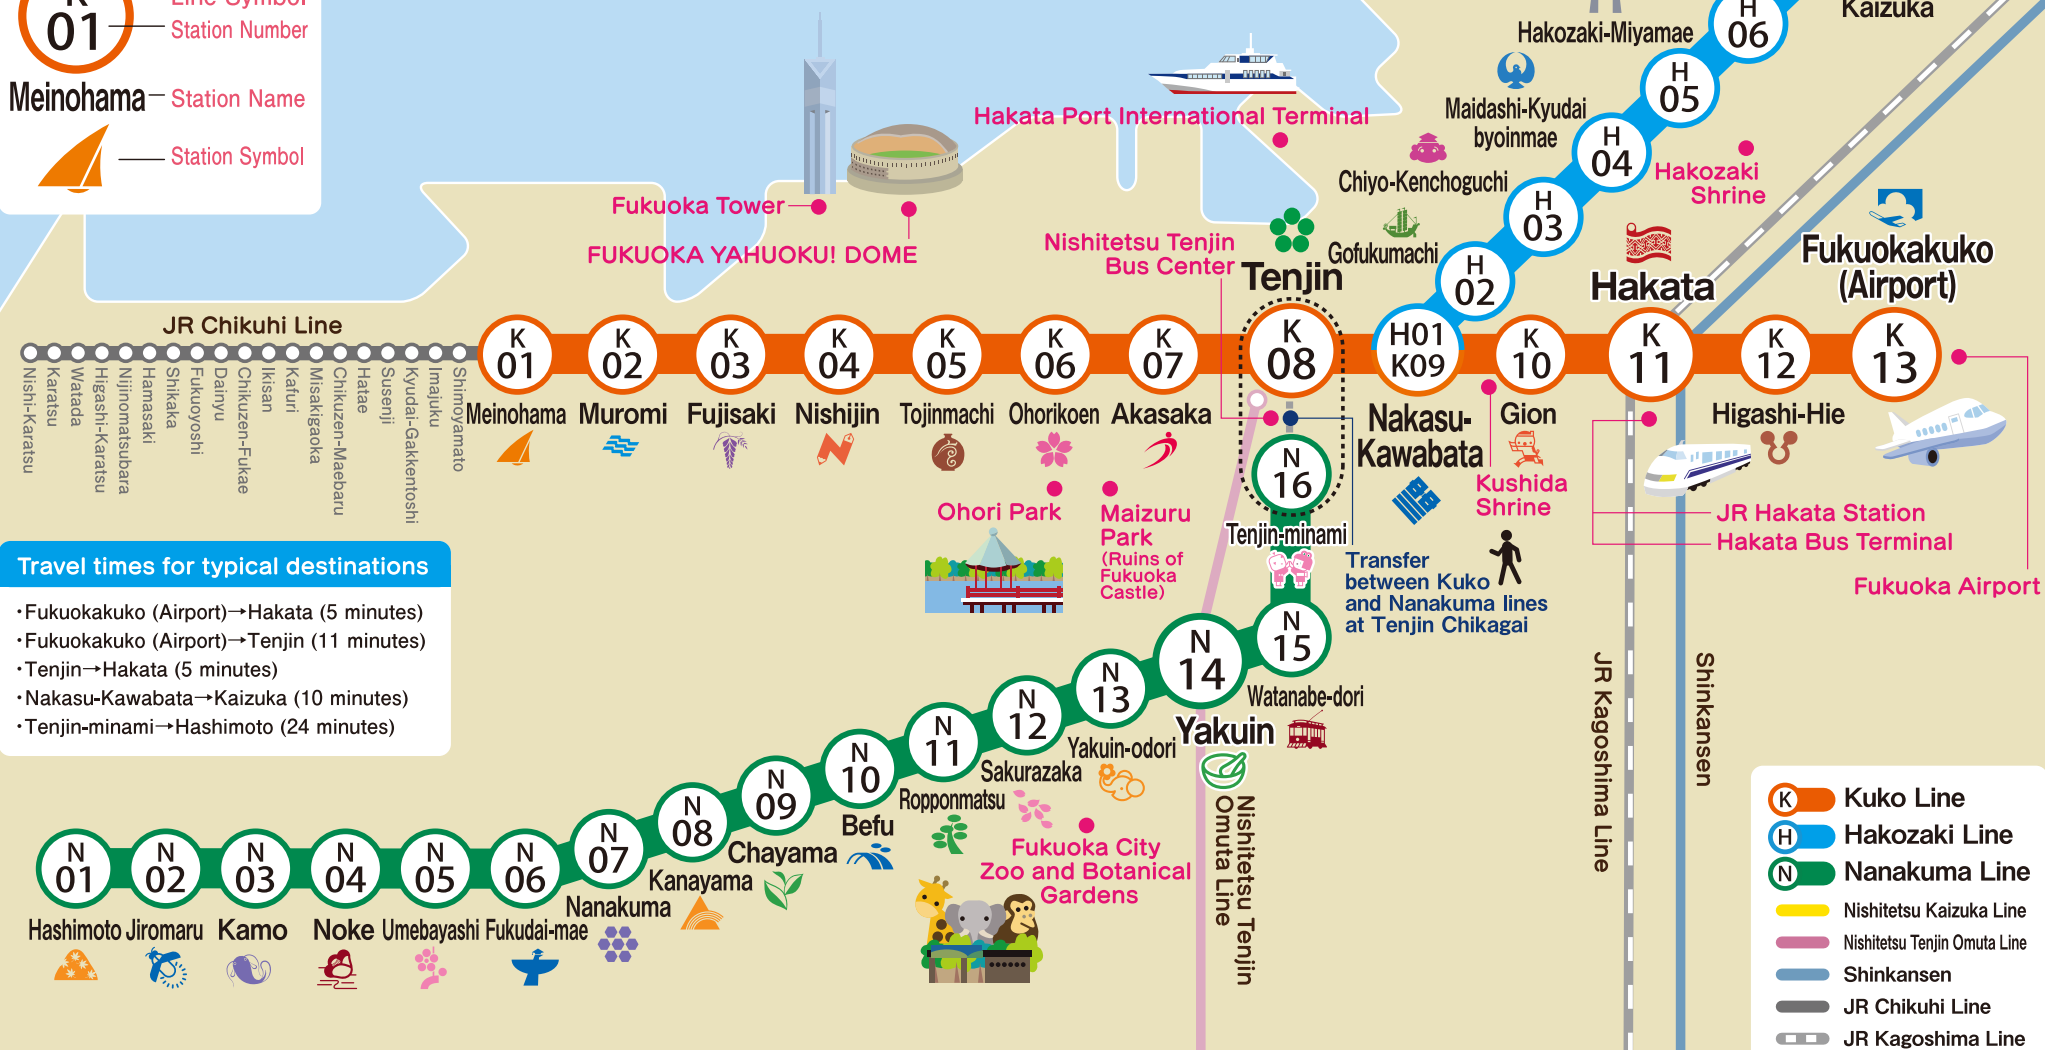 Line Symbol
K
01
Station Number
Meinohama
Station Name
Station Symbol
Fukuoka Tower
FUKUOKA YAHUOKU! DOME
Hakata Port International Terminal
Nishitetsu Tenjin
Bus Center
Tenjin
Kaizuka
Hakozaki-Miyamae
Maidashi-Kyudai
byoinmae
Chiyo-Kenchoguchi
Gofukumachi
H
06
H
05
H
04
H
03
H
02
Hakozaki
Shrine
Hakata
Fukuokakuko
(Airport)
JR Chikuhi Line
Nishi-Karatsu
Karatsu
Watada
Higashi-Karatsu
Nijinomatsubara
Hamasaki
Shikaka
Fukuoyoshi
Dainyu
Chikuzen-Fukae
Ikisan
Kafuri
Misakigaoka
Chikuzen-Maebaru
Hatae
Susenji
Kyudai-Gakkentoshi
Imajuku
Shimoyamato
K
01
K
02
K
03
K
04
K
05
K
06
K
07
K
08
H01
K09
K
10
K
11
K
12
K
13
Meinohama
Muromi
Fujisaki
Nishijin
Tojinmachi
Ohorikoen
Akasaka
Nakasu-
Kawabata
Gion
Higashi-Hie
Ohori Park
Maizuru
Park
(Ruins of
Fukuoka
Castle)
Kushida
Shrine
JR Hakata Station
Hakata Bus Terminal
Fukuoka Airport
N
16
Tenjin-minami
Transfer
between Kuko
and Nanakuma lines
at Tenjin Chikagai
Travel times for typical destinations
・Fukuokakuko (Airport)→Hakata (5 minutes)
・Fukuokakuko (Airport)→Tenjin (11 minutes)
・Tenjin→Hakata (5 minutes)
・Nakasu-Kawabata→Kaizuka (10 minutes)
・Tenjin-minami→Hashimoto (24 minutes)
N
15
Watanabe-dori
N
14
Yakuin
N
13
Yakuin-odori
N
12
Sakurazaka
N
11
Ropponmatsu
N
10
Befu
N
09
Chayama
N
08
Kanayama
N
07
Nanakuma
N
06
Fukudai-mae
N
05
Umebayashi
N
04
Noke
N
03
Kamo
N
02
Jiromaru
N
01
Hashimoto
Fukuoka City
Zoo and Botanical
Gardens
Nishitetsu Tenjin
Omuta Line
JR Kagoshima Line
Shinkansen
K
Kuko Line
H
Hakozaki Line
N
Nanakuma Line
Nishitetsu Kaizuka Line
Nishitetsu Tenjin Omuta Line
Shinkansen
JR Chikuhi Line
JR Kagoshima Line